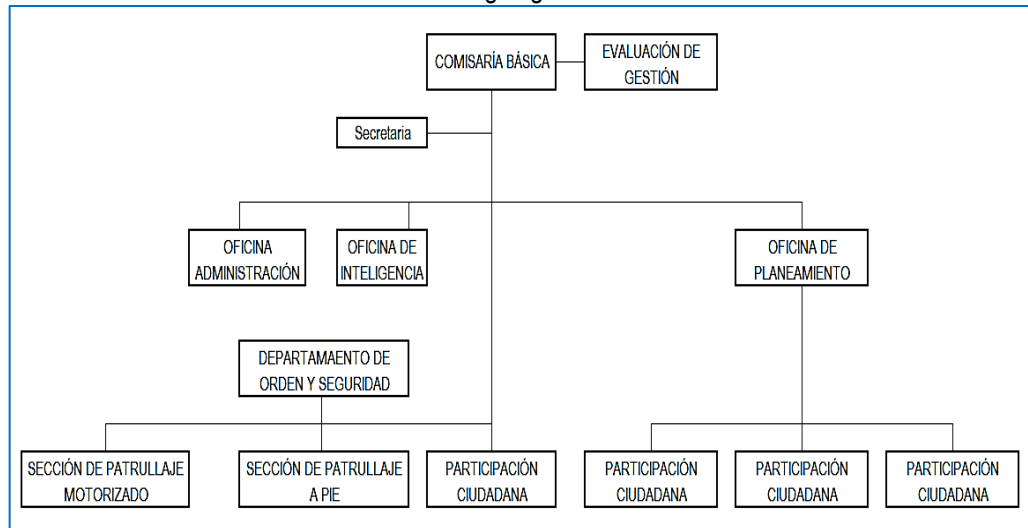 COMISARÍA BÁSICA
EVALUACIÓN DE
GESTIÓN
Secretaria
OFICINA
ADMINISTRACIÓN
OFICINA DE
INTELIGENCIA
OFICINA DE
PLANEAMIENTO
DEPARTAMAENTO DE
ORDEN Y SEGURIDAD
SECCIÓN DE PATRULLAJE
MOTORIZADO
SECCIÓN DE PATRULLAJE
A PIE
PARTICIPACIÓN
CIUDADANA
PARTICIPACIÓN
CIUDADANA
PARTICIPACIÓN
CIUDADANA
PARTICIPACIÓN
CIUDADANA